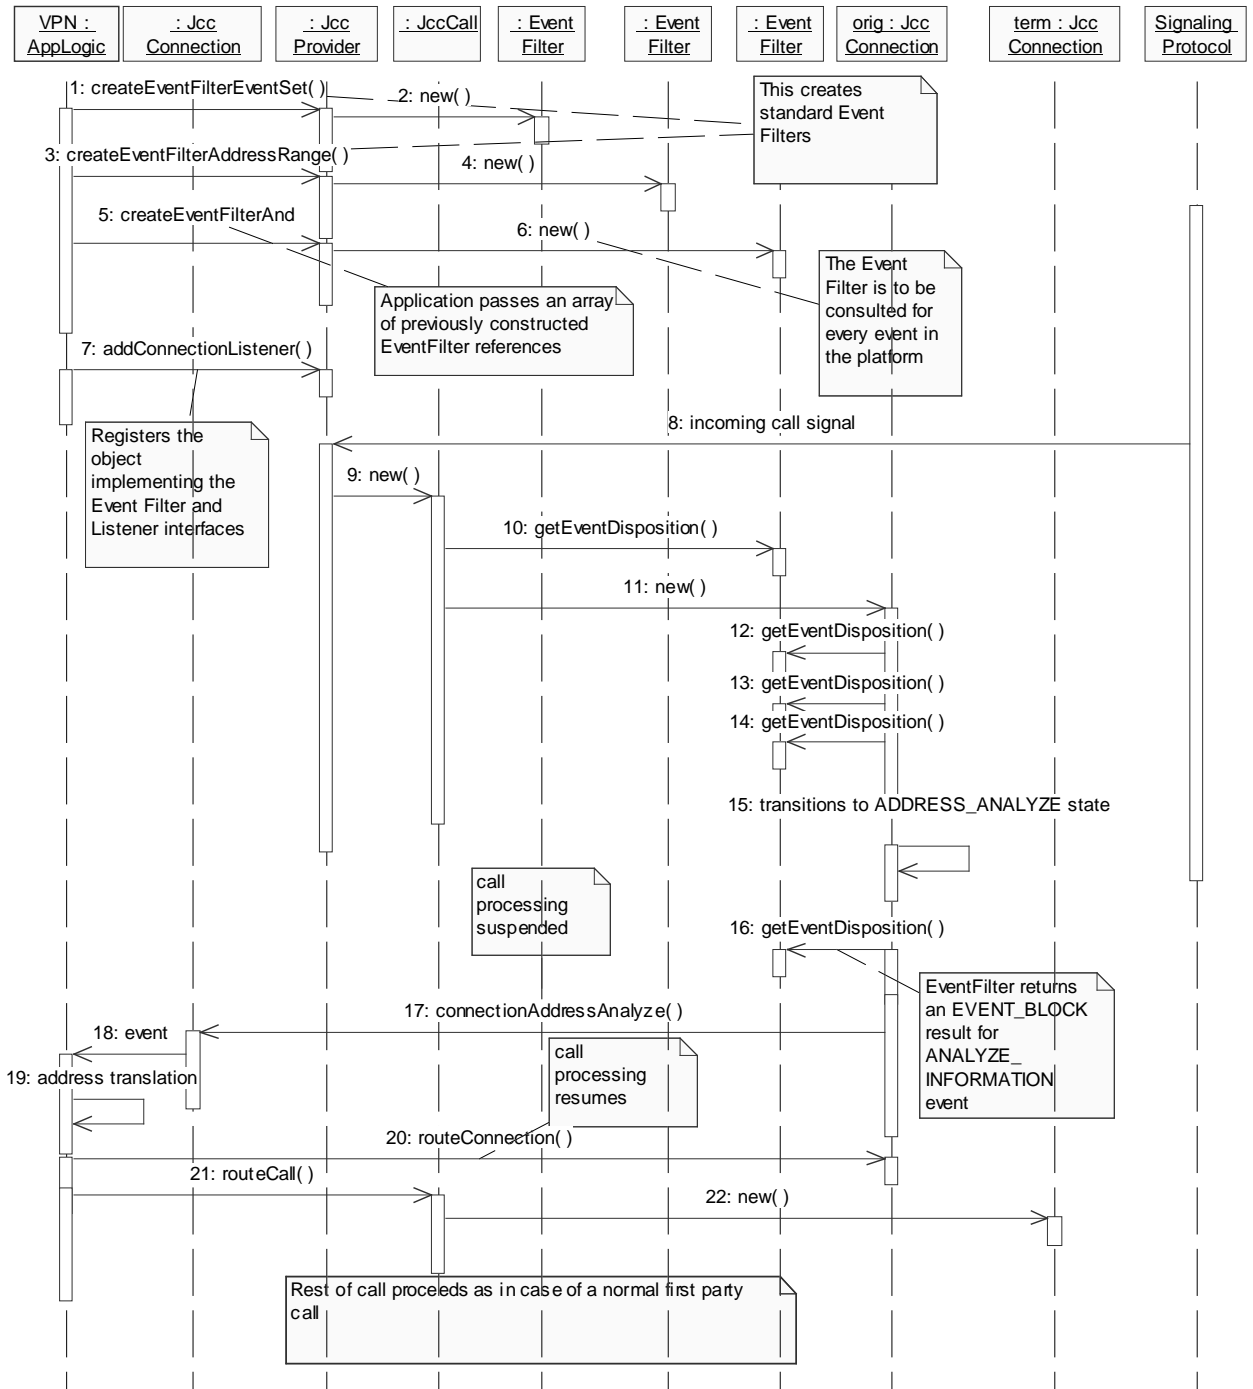 VPN :
AppLogic
: Jcc
Connection
: Jcc
Provider
: JccCall
: Event
Filter
: Event
Filter
: Event
Filter
orig : Jcc
Connection
term : Jcc
Connection
Signaling
Protocol
1: createEventFilterEventSet( )
2: new( )
This creates
standard Event
Filters
3: createEventFilterAddressRange( )
4: new( )
5: createEventFilterAnd
6: new( )
The Event
Filter is to be
consulted for
every event in
the platform
Application passes an array
of previously constructed
EventFilter references
7: addConnectionListener( )
8: incoming call signal
Registers the
object
implementing the
Event Filter and
Listener interfaces
9: new( )
10: getEventDisposition( )
11: new( )
12: getEventDisposition( )
13: getEventDisposition( )
14: getEventDisposition( )
15: transitions to ADDRESS_ANALYZE state
call
processing
suspended
16: getEventDisposition( )
EventFilter returns
an EVENT_BLOCK
result for
ANALYZE_
INFORMATION
event
17: connectionAddressAnalyze( )
18: event
19: address translation
call
processing
resumes
20: routeConnection( )
21: routeCall( )
22: new( )
Rest of call proceeds as in case of a normal first party
call